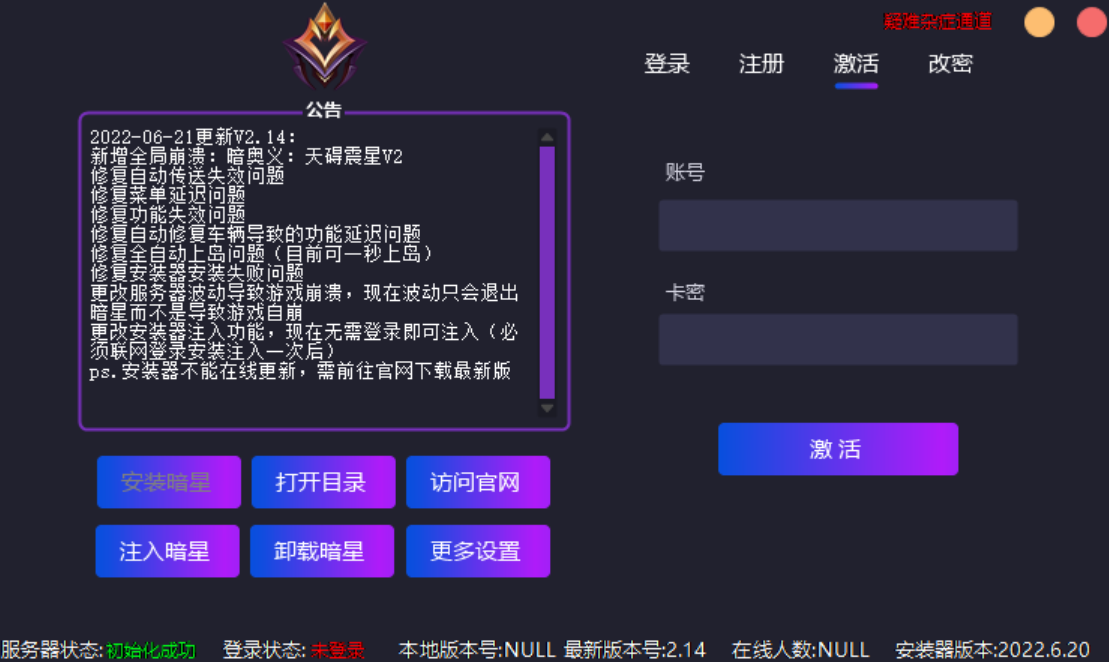 疑难杂症通道
登录 注册 激活 改密
公告
2022-06-21更新V2.14:
新增全局崩溃: 暗奥义: 天碍震星V2
修复自动传送失效问题
修复菜单延迟问题
修复功能失效问题
修复自动修复车辆导致的功能延迟问题
修复全自动上岛问题（目前可一秒上岛）
修复安装器安装失败问题
更改服务器波动导致游戏崩溃，现在波动只会退出
暗星而不是导致游戏自崩
更改安装器注入功能，现在无需登录即可注入（必
须联网登录安装注入一次后）
ps.安装器不能在线更新，需前往官网下载最新版
账号
卡密
激活
安装暗星 打开目录 访问官网
注入暗星 卸载暗星 更多设置
服务器状态:初始化成功 登录状态:未登录 本地版本号:NULL 最新版本号:2.14 在线人数:NULL 安装器版本:2022.6.20